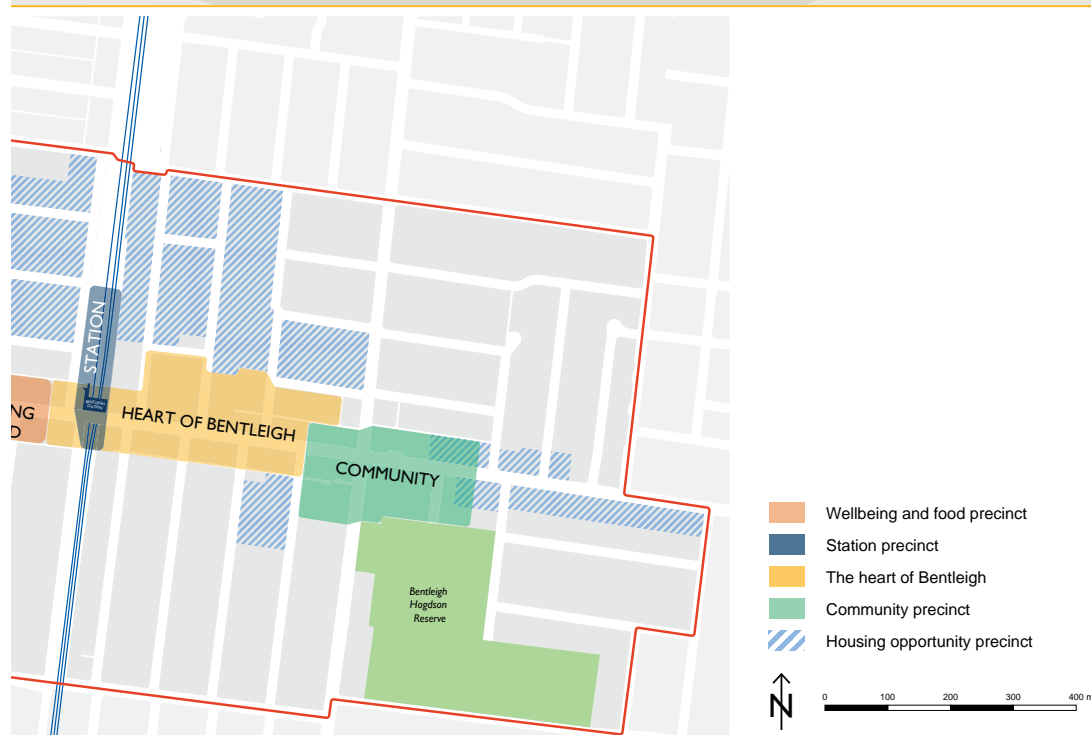 STATION
BENTLEIGH
STATION
NG
D
HEART OF BENTLEIGH
COMMUNITY
Bentleigh
Hogdson
Reserve
Wellbeing and food precinct
Station precinct
The heart of Bentleigh
Community precinct
Housing opportunity precinct
N
0 100 200 300 400 m